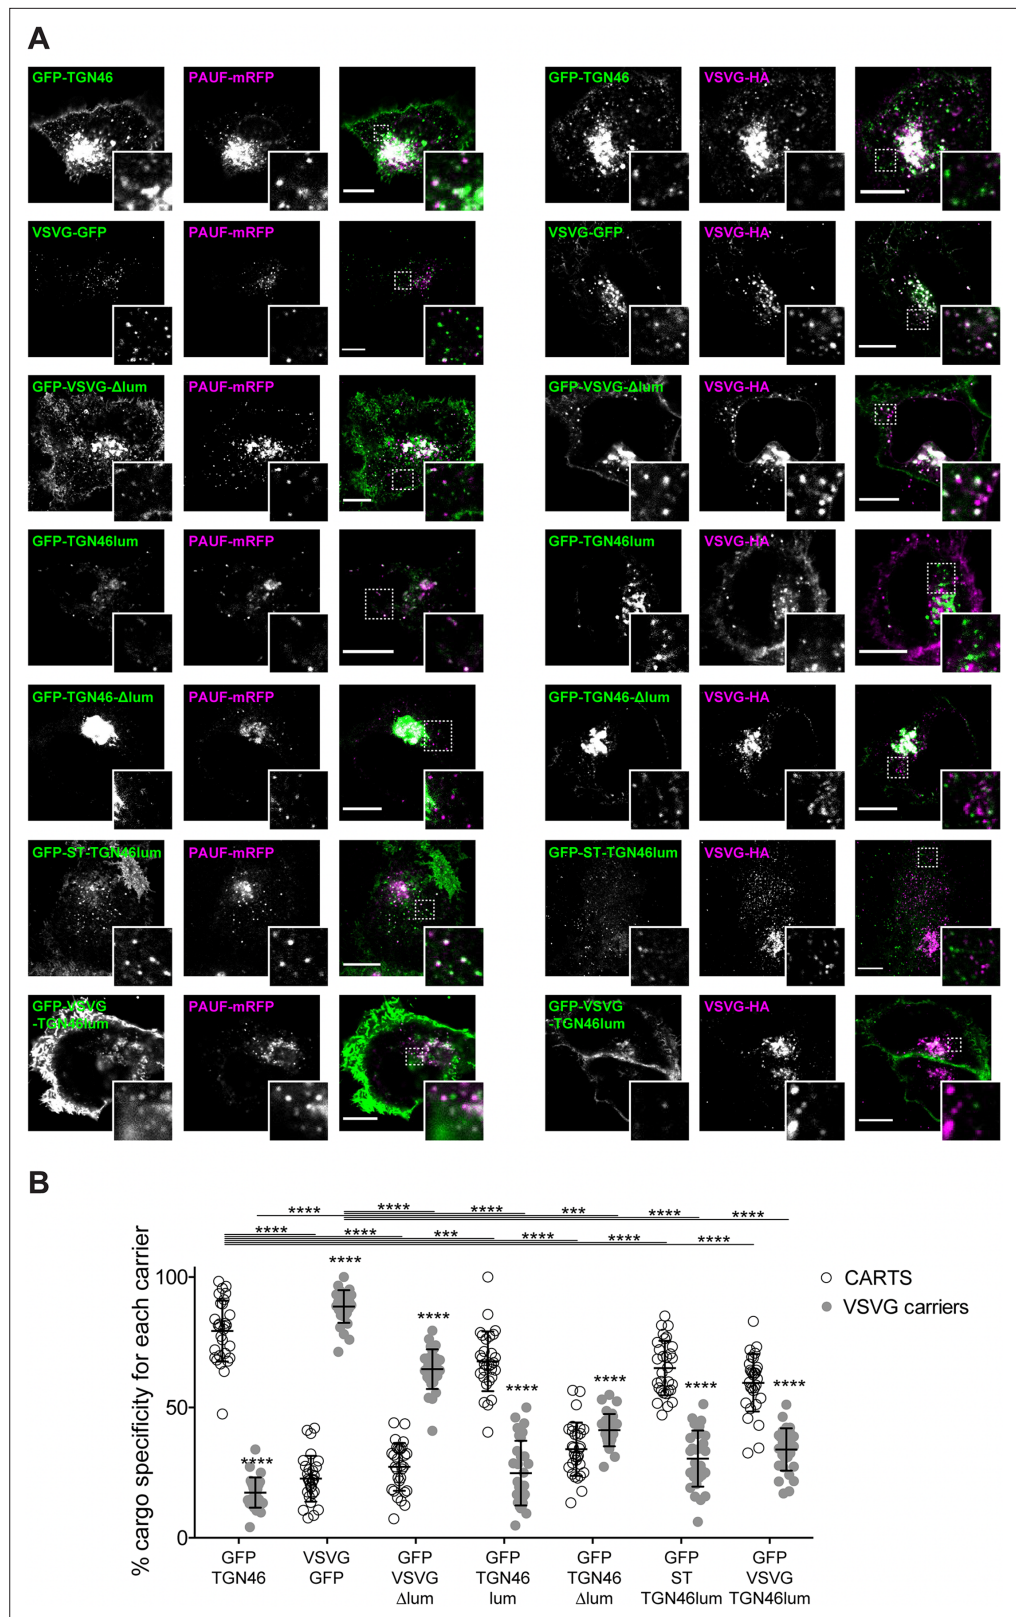 A
GFP-TGN46 PAUF-mRFP GFP-TGN46 VSVG-HA
VSVG-GFP PAUF-mRFP VSVG-GFP VSVG-HA
GFP-VSVG-Δlum PAUF-mRFP GFP-VSVG-Δlum VSVG-HA
GFP-TGN46lum PAUF-mRFP GFP-TGN46lum VSVG-HA
GFP-TGN46-Δlum PAUF-mRFP GFP-TGN46-Δlum VSVG-HA
GFP-ST-TGN46lum PAUF-mRFP GFP-ST-TGN46lum VSVG-HA
GFP-VSVG PAUF-mRFP GFP-VSVG VSVG-HA
-TGN46lum -TGN46lum
B
**** **** **** *** **** ****
**** **** *** **** **** ****
% cargo specificity for each carrier
100
50
0
**** **** **** **** **** **** ****
CARTS
VSVG carriers
GFP VSVG GFP GFP GFP GFP GFP
TGN46 GFP VSVG TGN46 TGN46 ST VSVG
Δlum lum Δlum TGN46lum TGN46lum